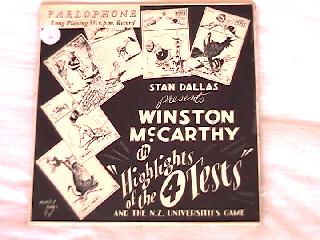 PARLOPHONE
Long Playing 33⅓ r.p.m. Record
STAN DALLAS
presents
WINSTON
McCARTHY
in
"Highlights
of the 4 Tests"
AND THE N.Z. UNIVERSITIES GAME